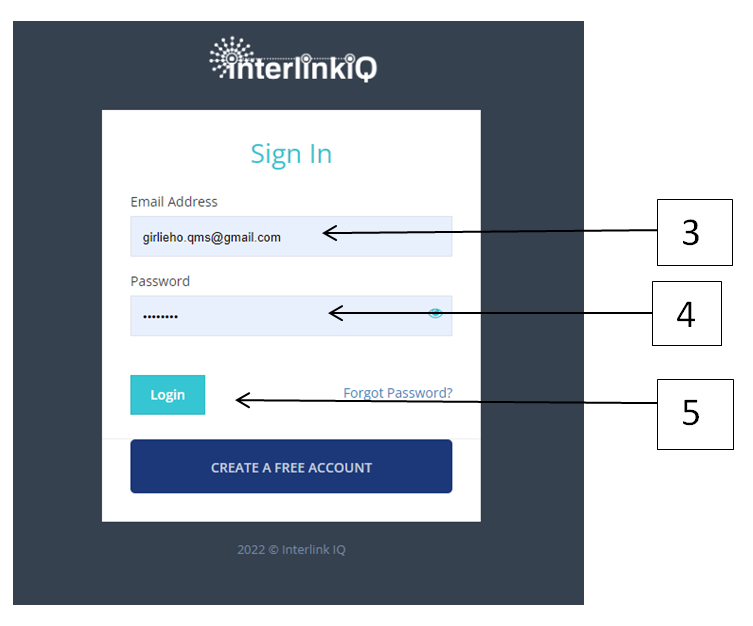 interlinkIQ
Sign In
Email Address
girlieho.qms@gmail.com
3
Password
••••••••
4
Login
Forgot Password?
5
CREATE A FREE ACCOUNT
2022 © Interlink IQ